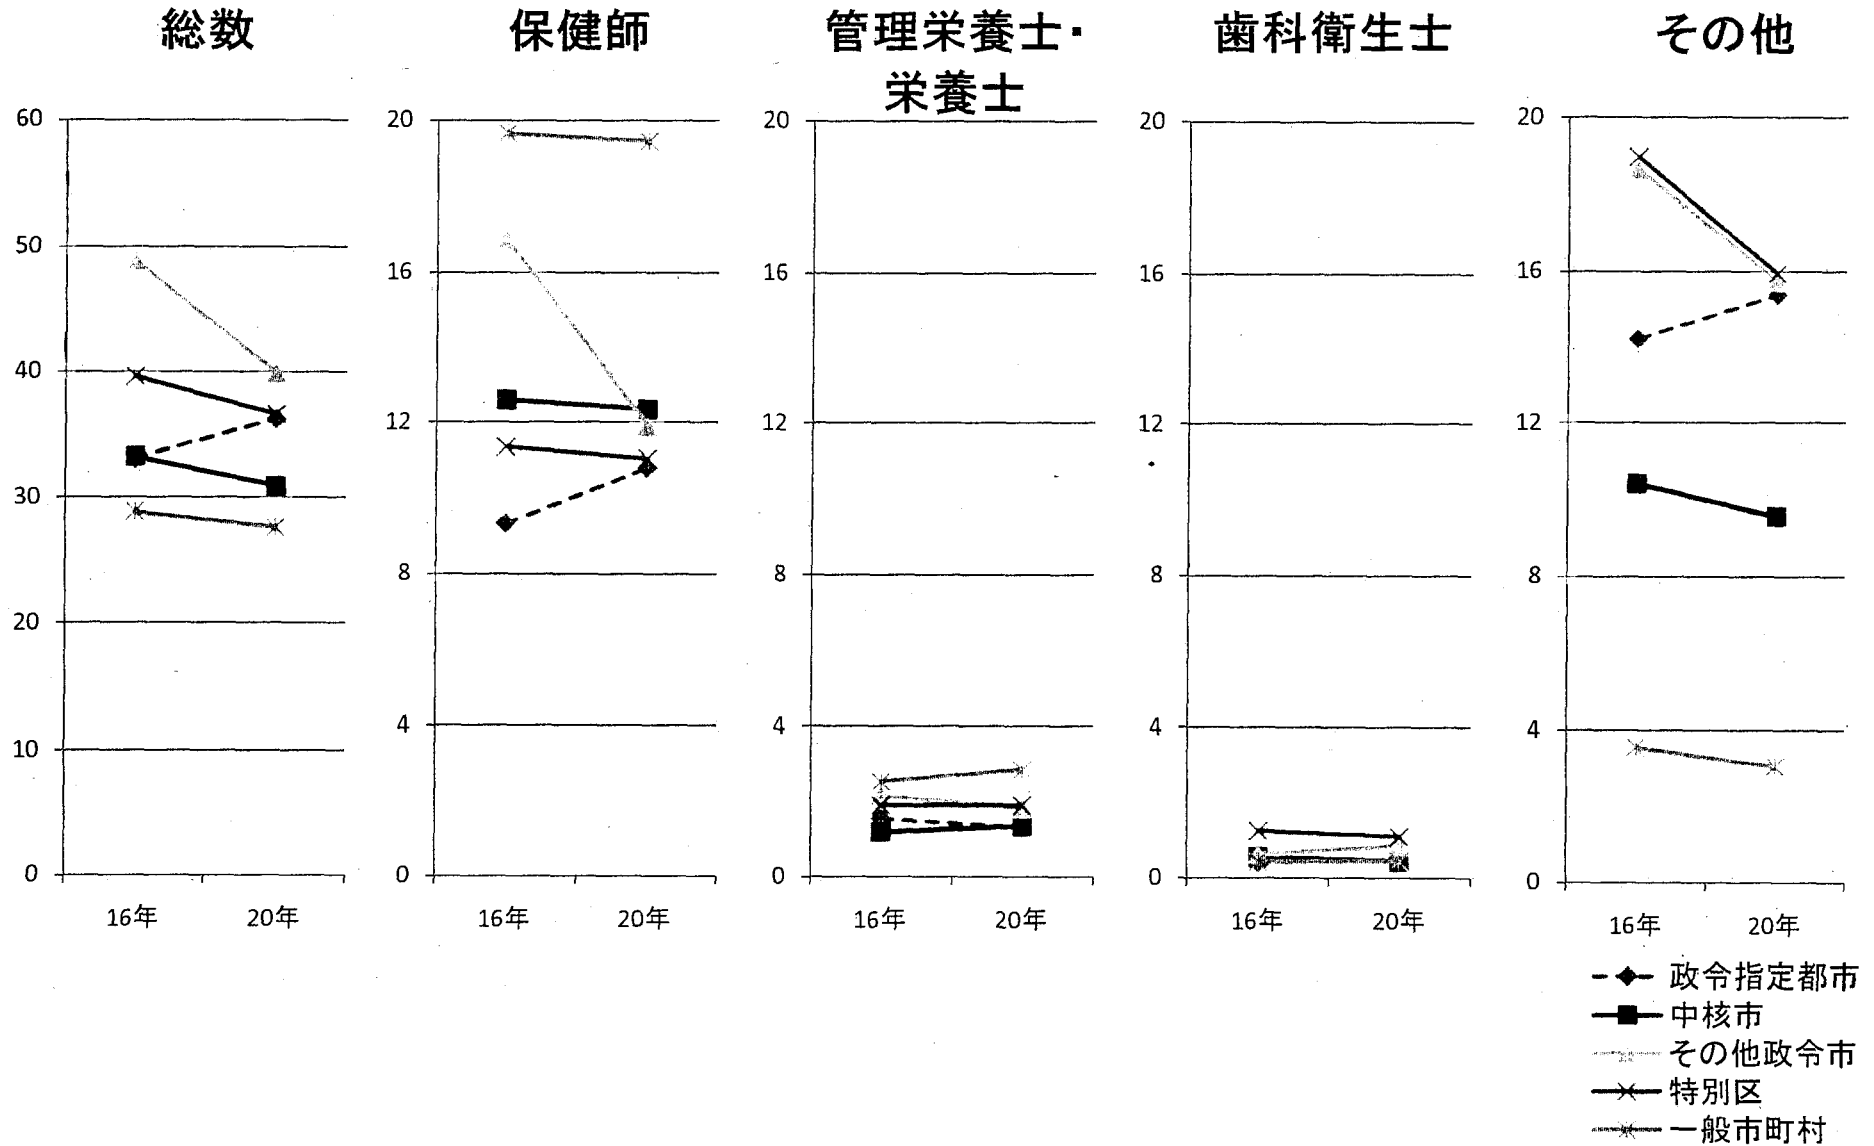 総数
保健師
管理栄養士・
栄養士
歯科衛生士
その他
60
50
40
30
20
10
0
16年 20年
20
16
12
8
4
0
16年 20年
20
16
12
8
4
0
16年 20年
20
16
12
8
4
0
16年 20年
20
16
12
8
4
0
16年 20年
政令指定都市
中核市
その他政令市
特別区
一般市町村